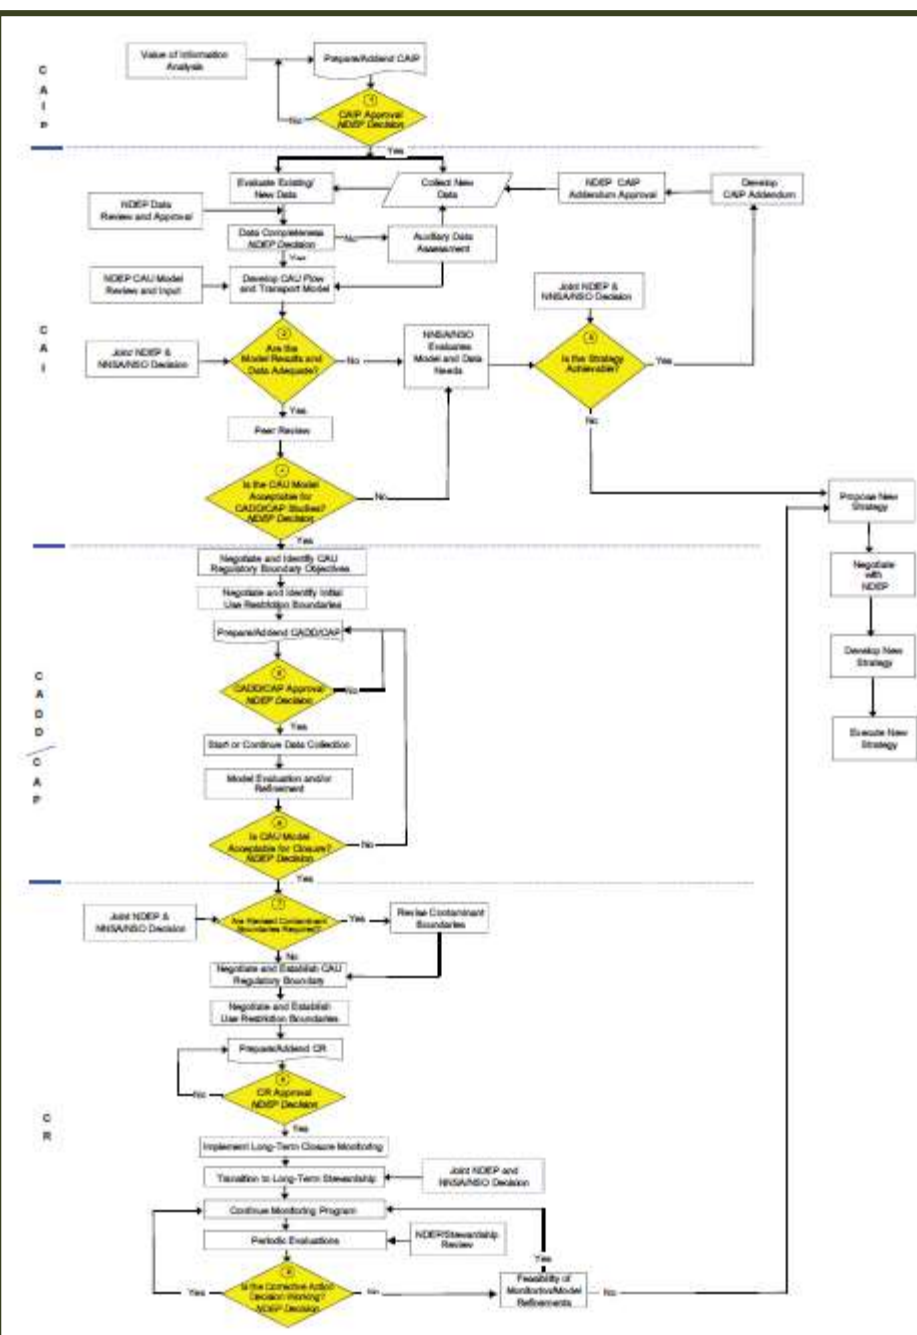 C
A
I
P
Value of Information
Analysis
Prepare/Addend CAIP
1
CAIP Approval
NDEP Decision
No
Yes
C
A
I
Evaluate Existing/
New Data
Collect New
Data
NDEP CAIP
Addendum Approval
Develop
CAIP Addendum
NDEP Data
Review and Approval
Data Completeness
NDEP Decision
No
Auxiliary Data
Assessment
Yes
NDEP CAU Model
Review and Input
Develop CAU Flow
and Transport Model
Joint NDEP &
NNSA/NSO Decision
Joint NDEP &
NNSA/NSO Decision
Are the
Model Results and
Data Adequate?
No
NNSA/NSO
Evaluates
Model and Data
Needs
Is the Strategy
Achievable?
Yes
No
Yes
Peer Review
Is the CAU Model
Acceptable for
CADD/CAP Studies?
NDEP Decision
No
Yes
Propose New
Strategy
Negotiate
with
NDEP
Develop New
Strategy
Execute New
Strategy
C
A
D
D
/
C
A
P
Negotiate and Identify CAU
Regulatory Boundary Objectives
Negotiate and Identify Initial
Use Restriction Boundaries
Prepare/Addend CADD/CAP
CADD/CAP Approval
NDEP Decision
No
Yes
Start or Continue Data Collection
Model Evaluation and/or
Refinement
Is CAU Model
Acceptable for Closure?
NDEP Decision
No
Yes
C
R
Joint NDEP &
NNSA/NSO Decision
7
Are Revised Contaminant
Boundaries Required?
Yes
Revise Contaminant
Boundaries
No
Negotiate and Establish CAU
Regulatory Boundary
Negotiate and Establish
Use Restriction Boundaries
Prepare/Addend CR
CR Approval
NDEP Decision
No
Yes
Implement Long-Term Closure Monitoring
Transition to Long-Term Stewardship
Joint NDEP and
NNSA/NSO Decision
Continue Monitoring Program
Periodic Evaluations
NDEP/Stewardship
Review
Yes
Is the Corrective Action
Decision Working?
NDEP Decision
Yes
No
Feasibility of
Monitoring/Model
Refinements
No